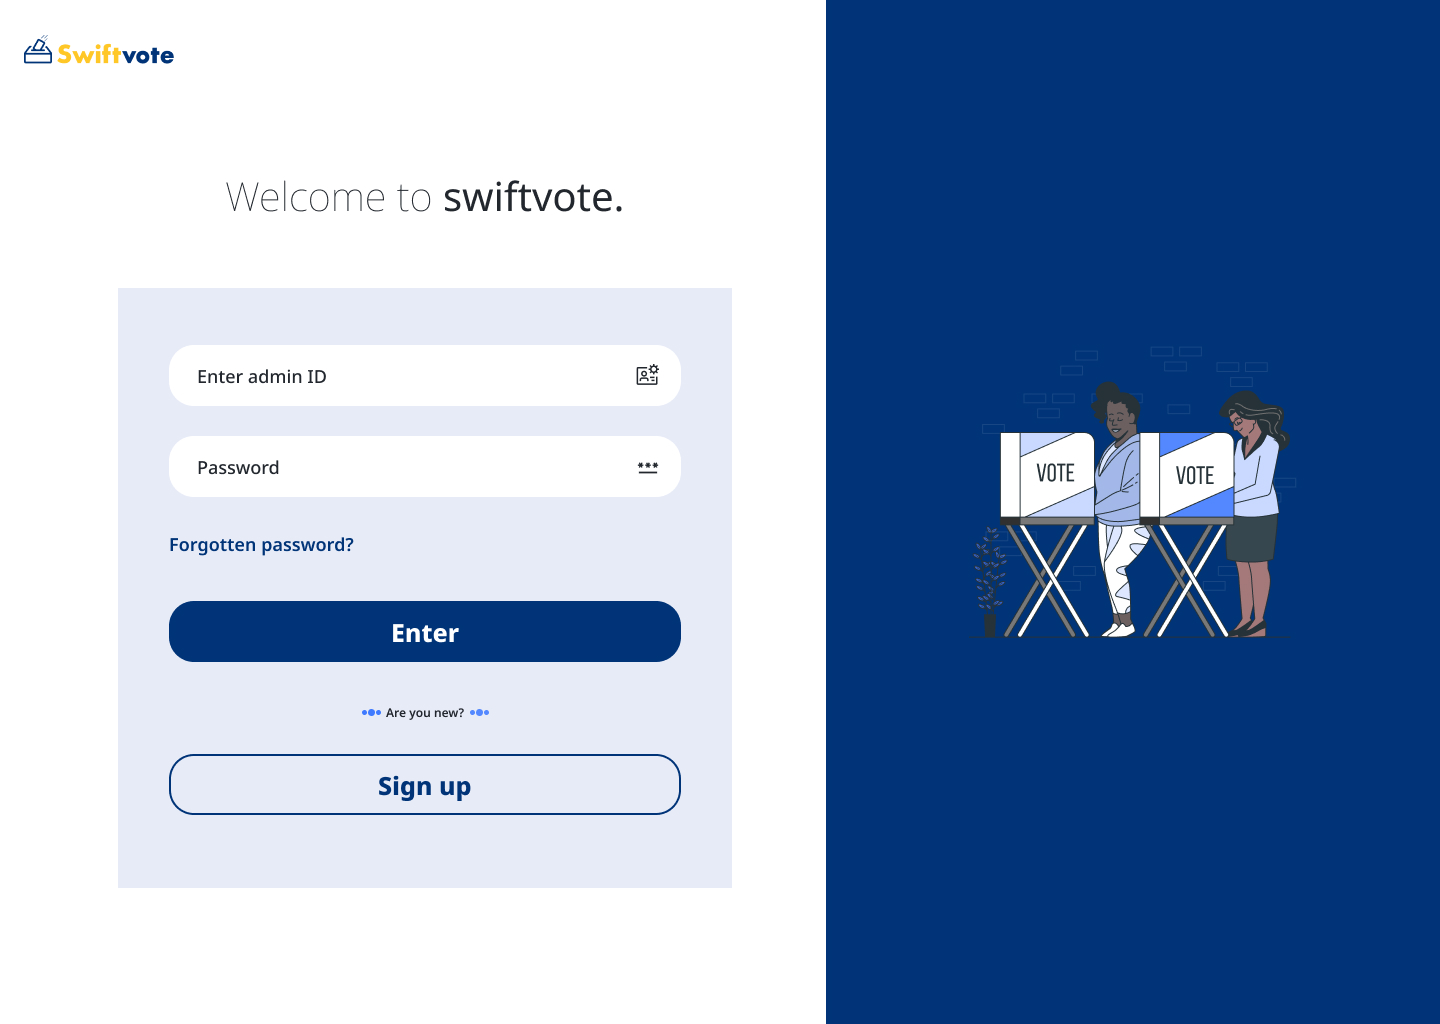 Swiftvote
Welcome to swiftvote.
Enter admin ID
Password
Forgotten password?
Enter
Are you new?
Sign up
VOTE
VOTE